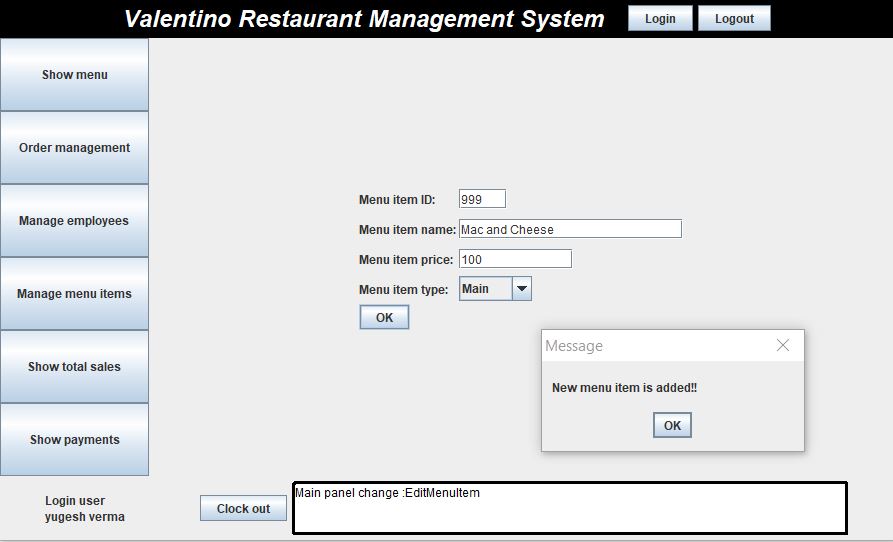 Valentino Restaurant Management System
Login
Logout
Show menu
Order management
Manage employees
Manage menu items
Show total sales
Show payments
Menu item ID: 999
Menu item name: Mac and Cheese
Menu item price: 100
Menu item type: Main
OK
Message
New menu item is added!!
OK
Login user
yugesh verma
Clock out
Main panel change :EditMenuItem